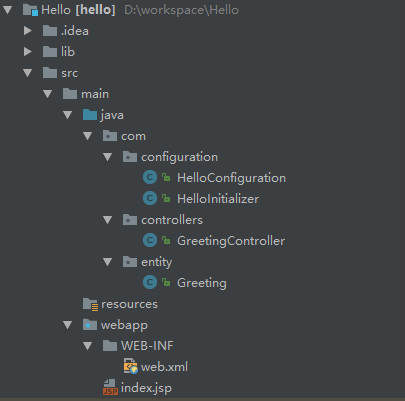 Hello [hello] D:\workspace\Hello
.idea
lib
src
main
java
com
configuration
HelloConfiguration
HelloInitializer
controllers
GreetingController
entity
Greeting
resources
webapp
WEB-INF
web.xml
index.jsp